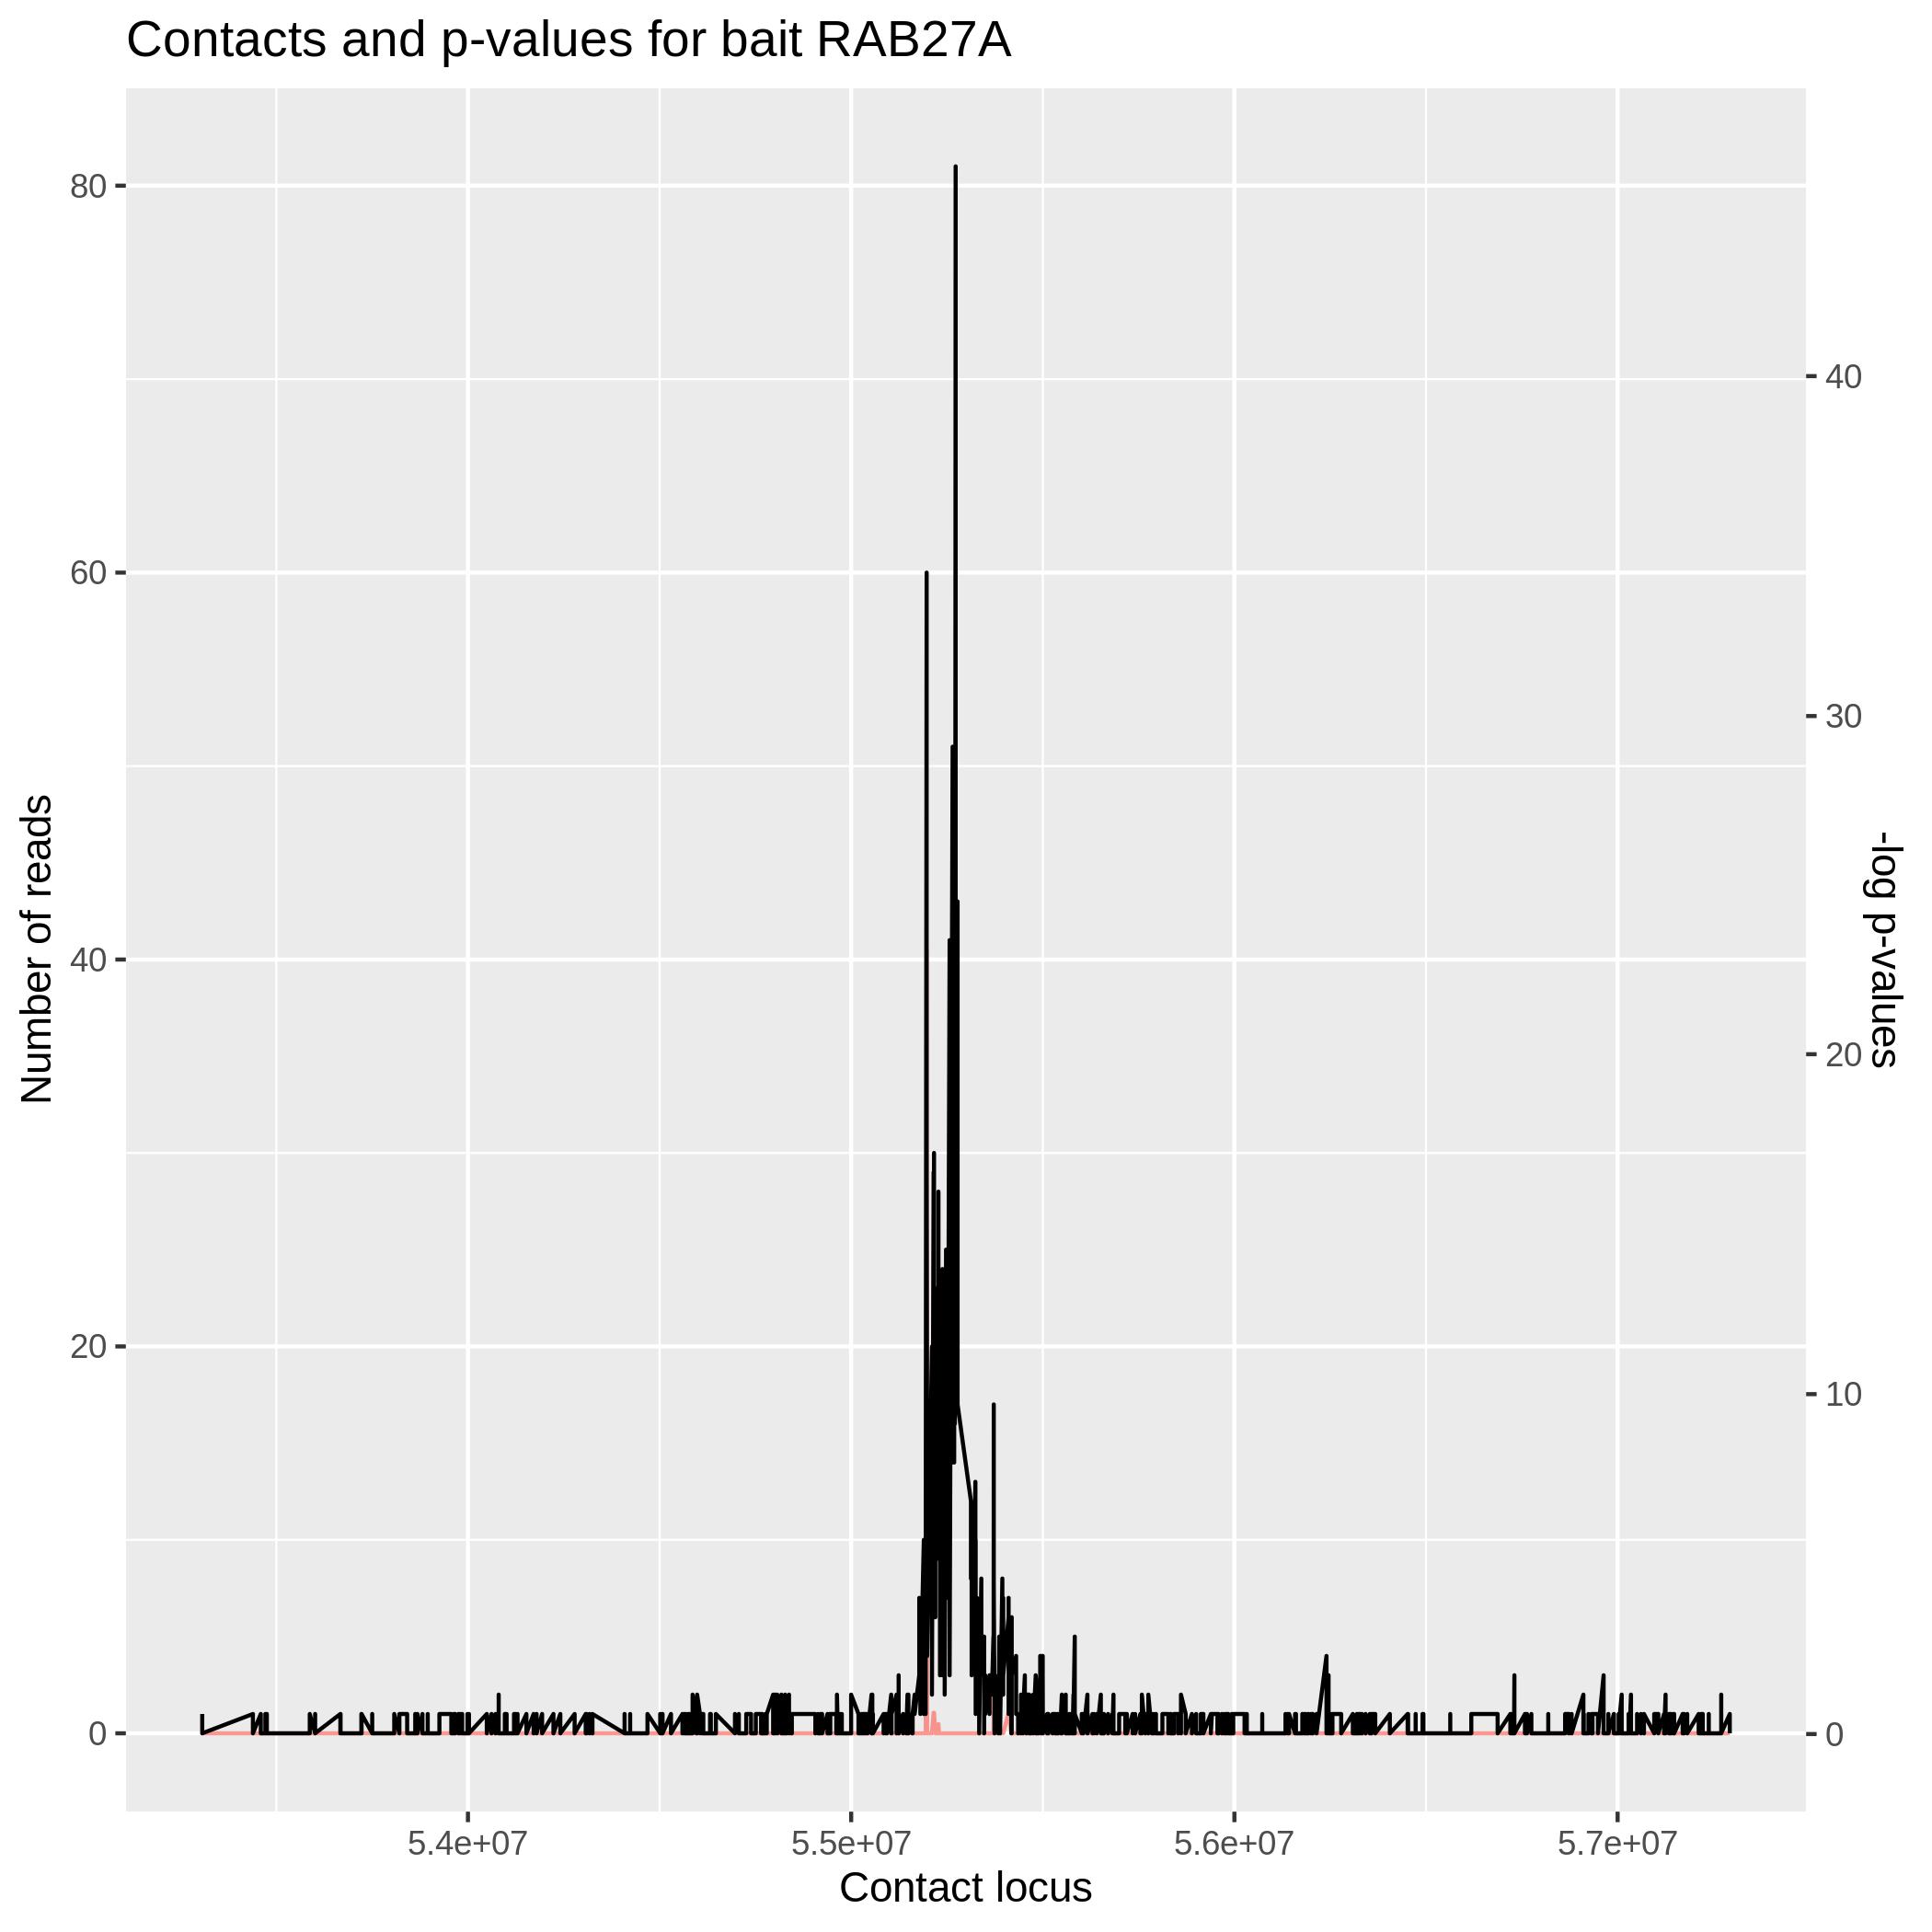 Contacts and p-values for bait RAB27A
80
60
40
20
0
Number of reads
40
30
20
10
0
-log p-values
5.4e+07
5.5e+07
5.6e+07
5.7e+07
Contact locus